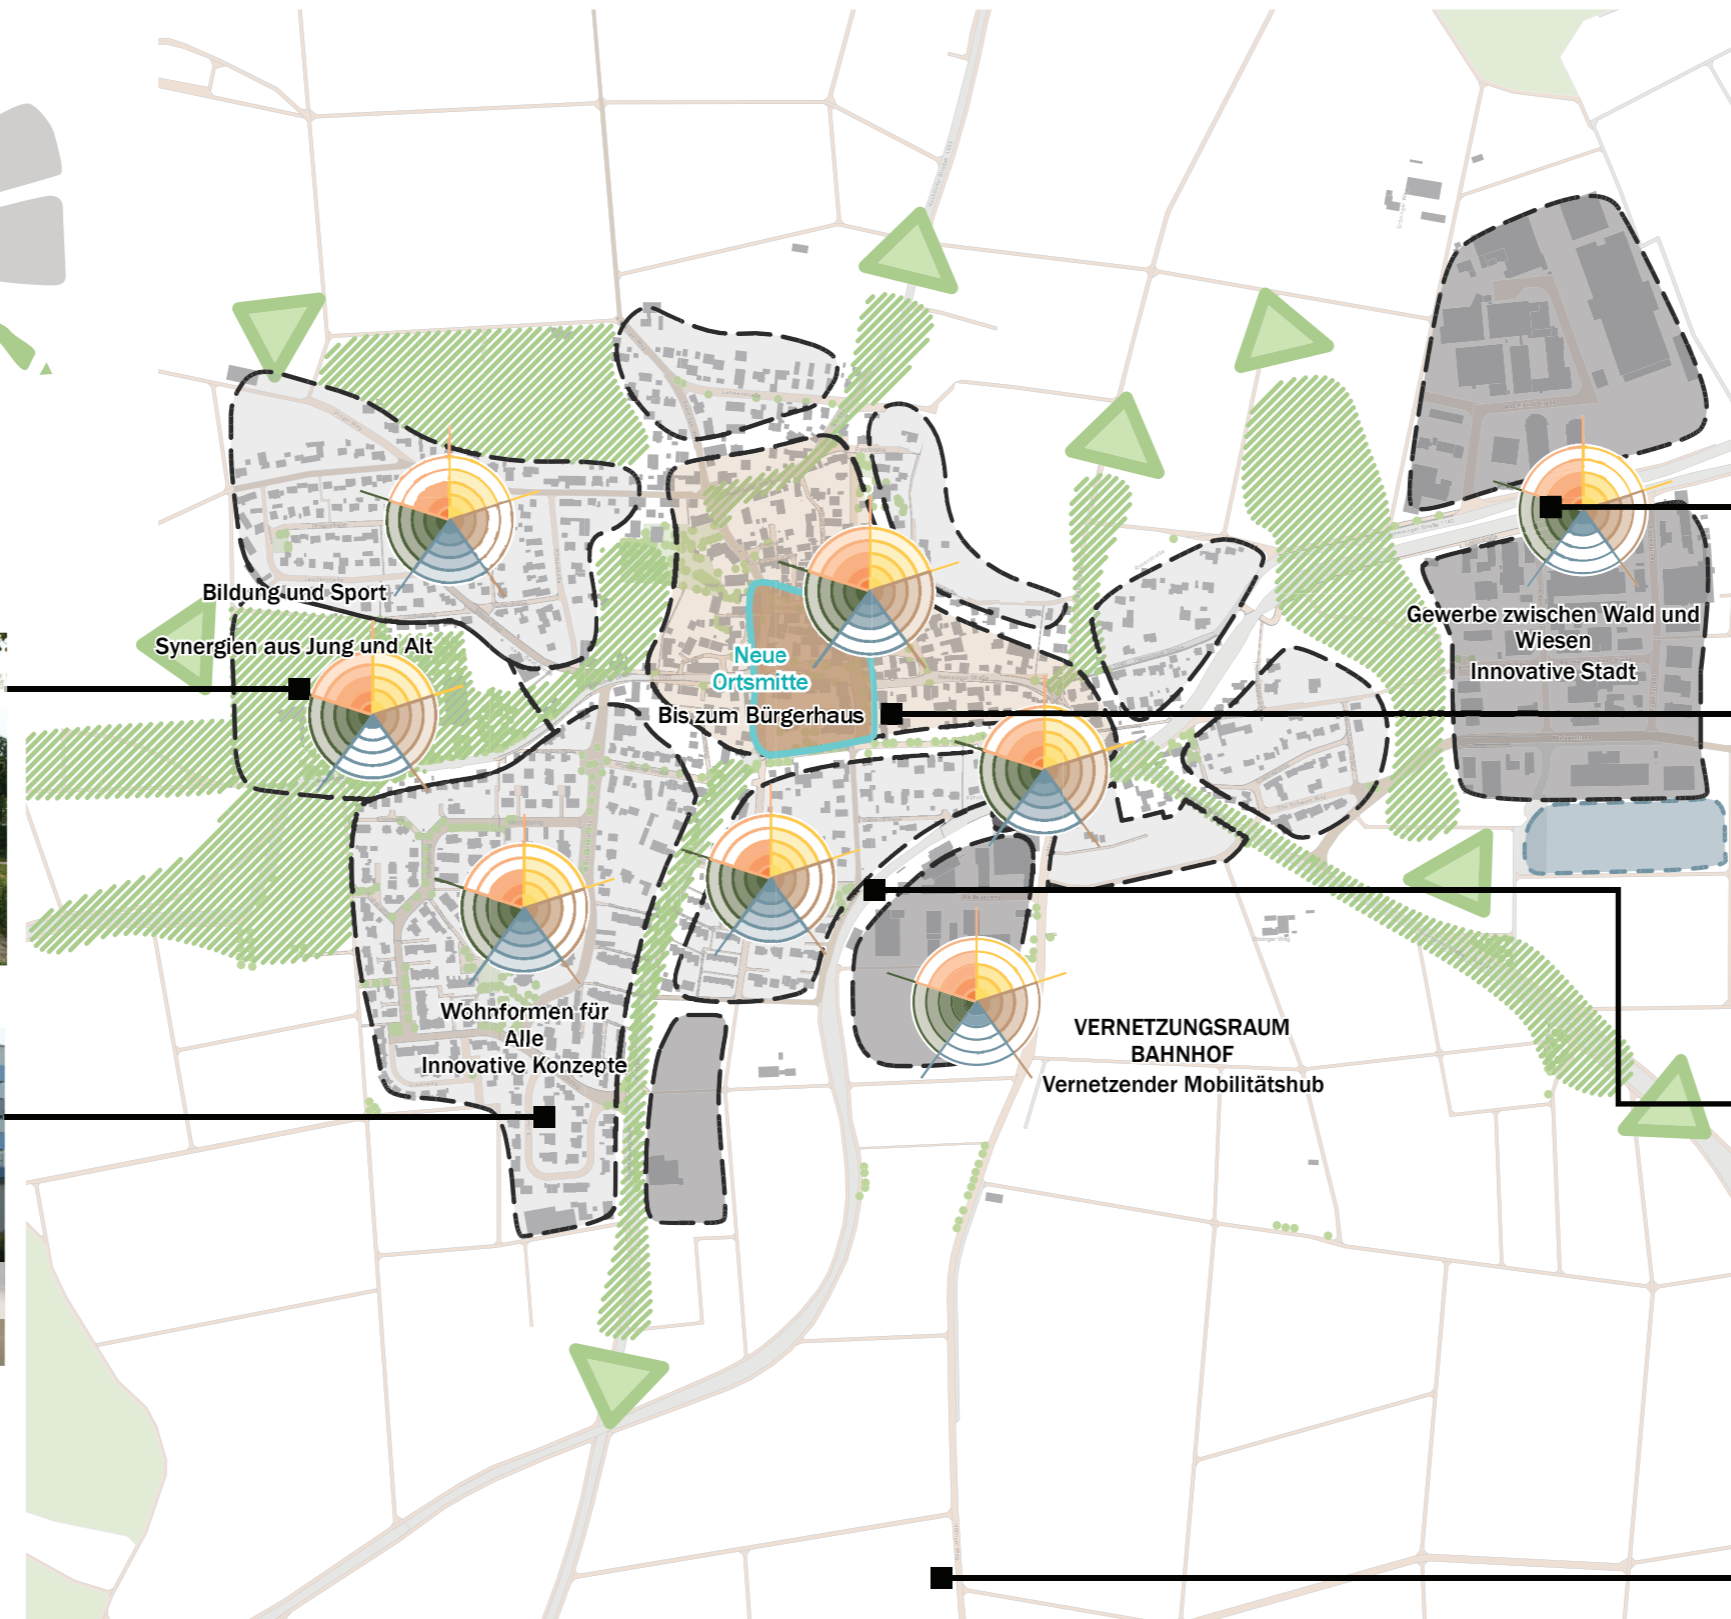 Bildung und Sport
Synergien aus Jung und Alt
Neue
Ortsmitte
Bis zum Bürgerhaus
Gewerbe zwischen Wald und
Wiesen
Innovative Stadt
Wohnformen für
Alle
Innovative Konzepte
VERNETZUNGSRAUM
BAHNHOF
Vernetzender Mobilitätshub